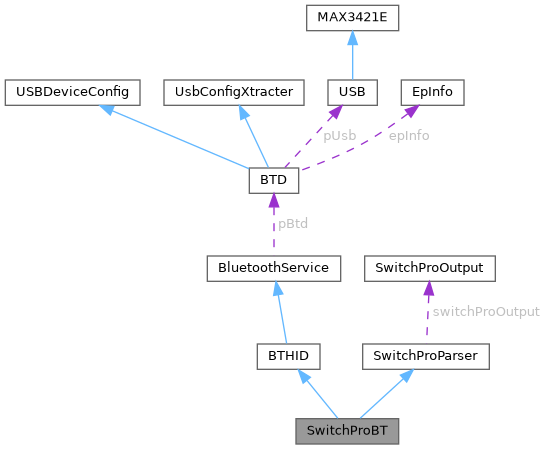 MAX3421E
USBDeviceConfig
UsbConfigXtracter
USB
EpInfo
pUsb
epInfo
BTD
pBtd
BluetoothService
SwitchProOutput
switchProOutput
BTHID
SwitchProParser
SwitchProBT